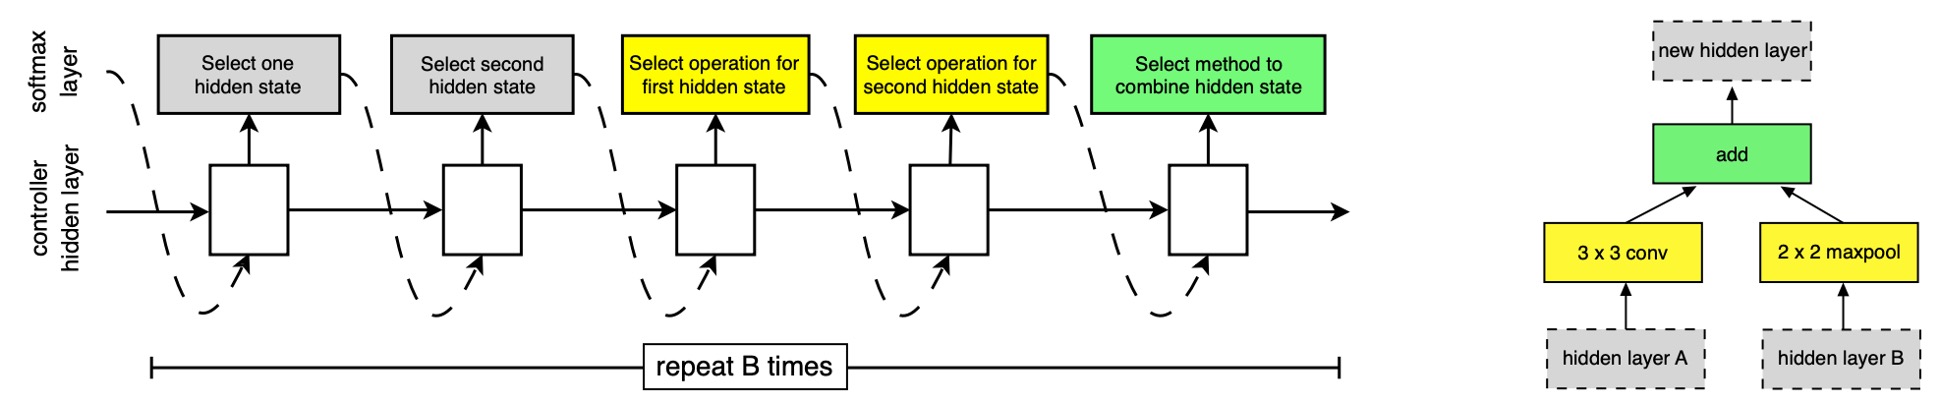 softmax
layer
controller
hidden layer
Select one
hidden state
Select second
hidden state
Select operation for
first hidden state
Select operation for
second hidden state
Select method to
combine hidden state
repeat B times
new hidden layer
add
3 x 3 conv
2 x 2 maxpool
hidden layer A
hidden layer B